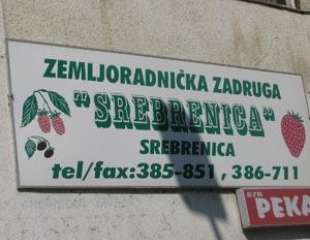 ZEMLJORADNIČKA ZADRUGA
"SREBRENICA"
SREBRENICA
tel/fax:385-851, 386-711
PEKA